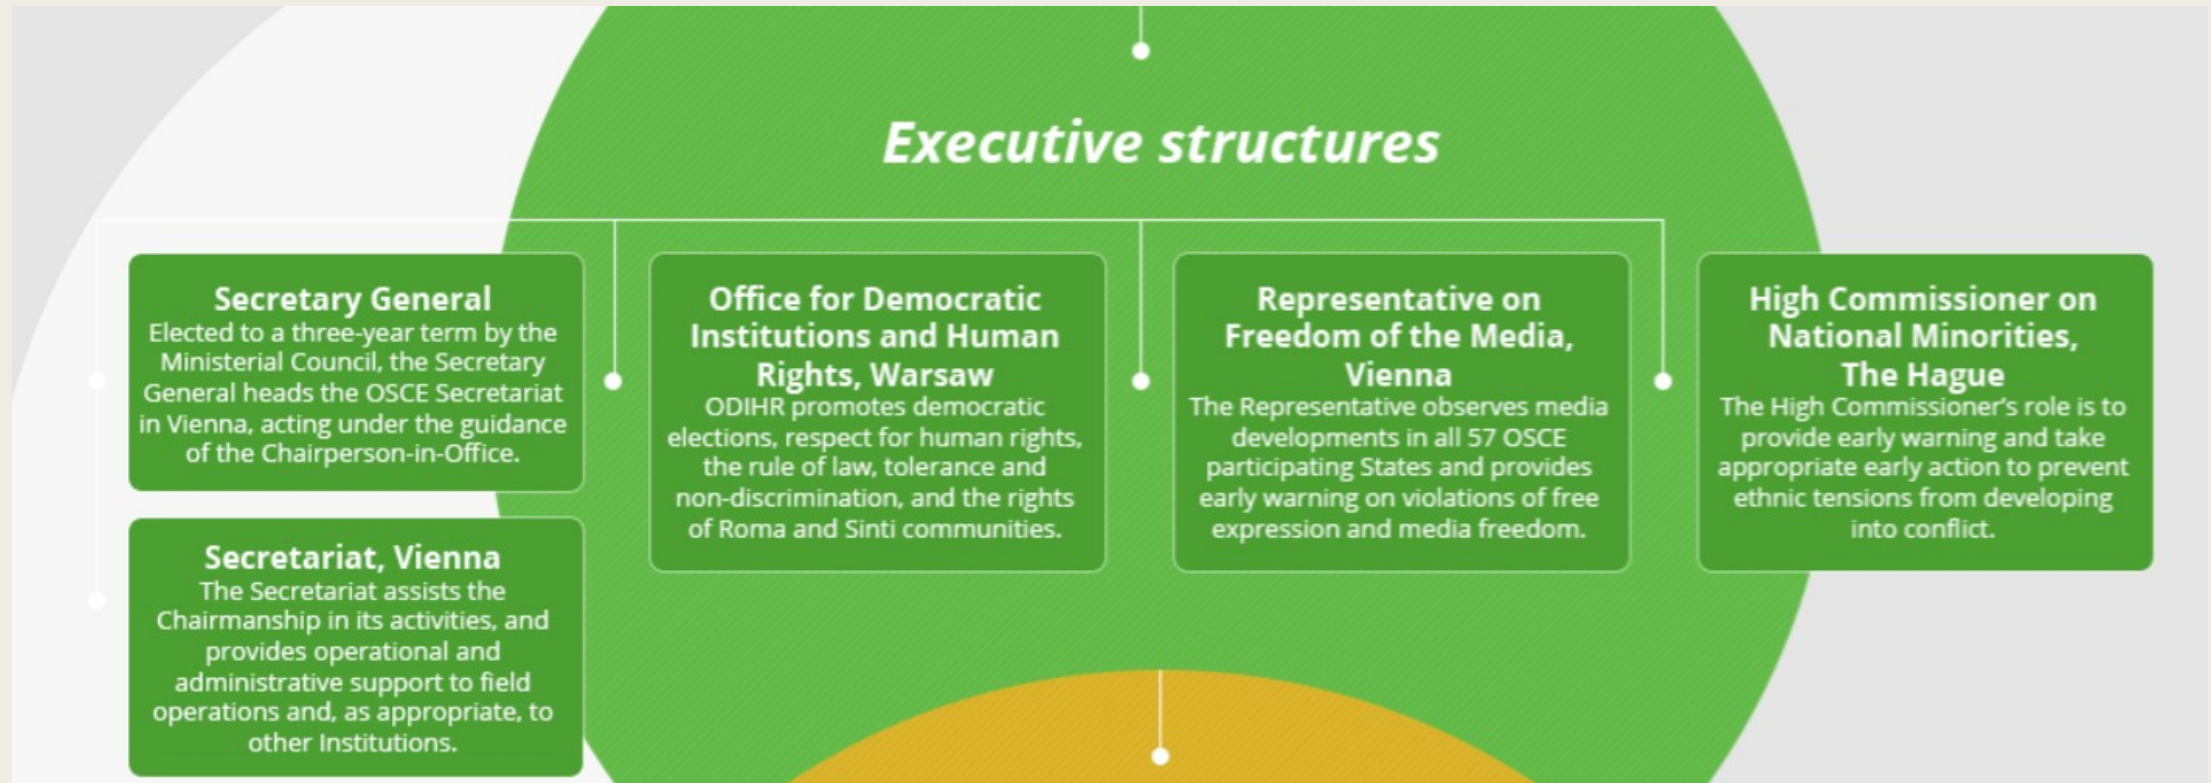 Executive structures
Secretary General
Elected to a three-year term by the
Ministerial Council, the Secretary
General heads the OSCE Secretariat
in Vienna, acting under the guidance
of the Chairperson-in-Office.
Secretariat, Vienna
The Secretariat assists the
Chairmanship in its activities, and
provides operational and
administrative support to field
operations and, as appropriate, to
other Institutions.
Office for Democratic
Institutions and Human
Rights, Warsaw
ODIHR promotes democratic
elections, respect for human rights,
the rule of law, tolerance and
non-discrimination, and the rights
of Roma and Sinti communities.
Representative on
Freedom of the Media,
Vienna
The Representative observes media
developments in all 57 OSCE
participating States and provides
early warning on violations of free
expression and media freedom.
High Commissioner on
National Minorities,
The Hague
The High Commissioner’s role is to
provide early warning and take
appropriate early action to prevent
ethnic tensions from developing
into conflict.